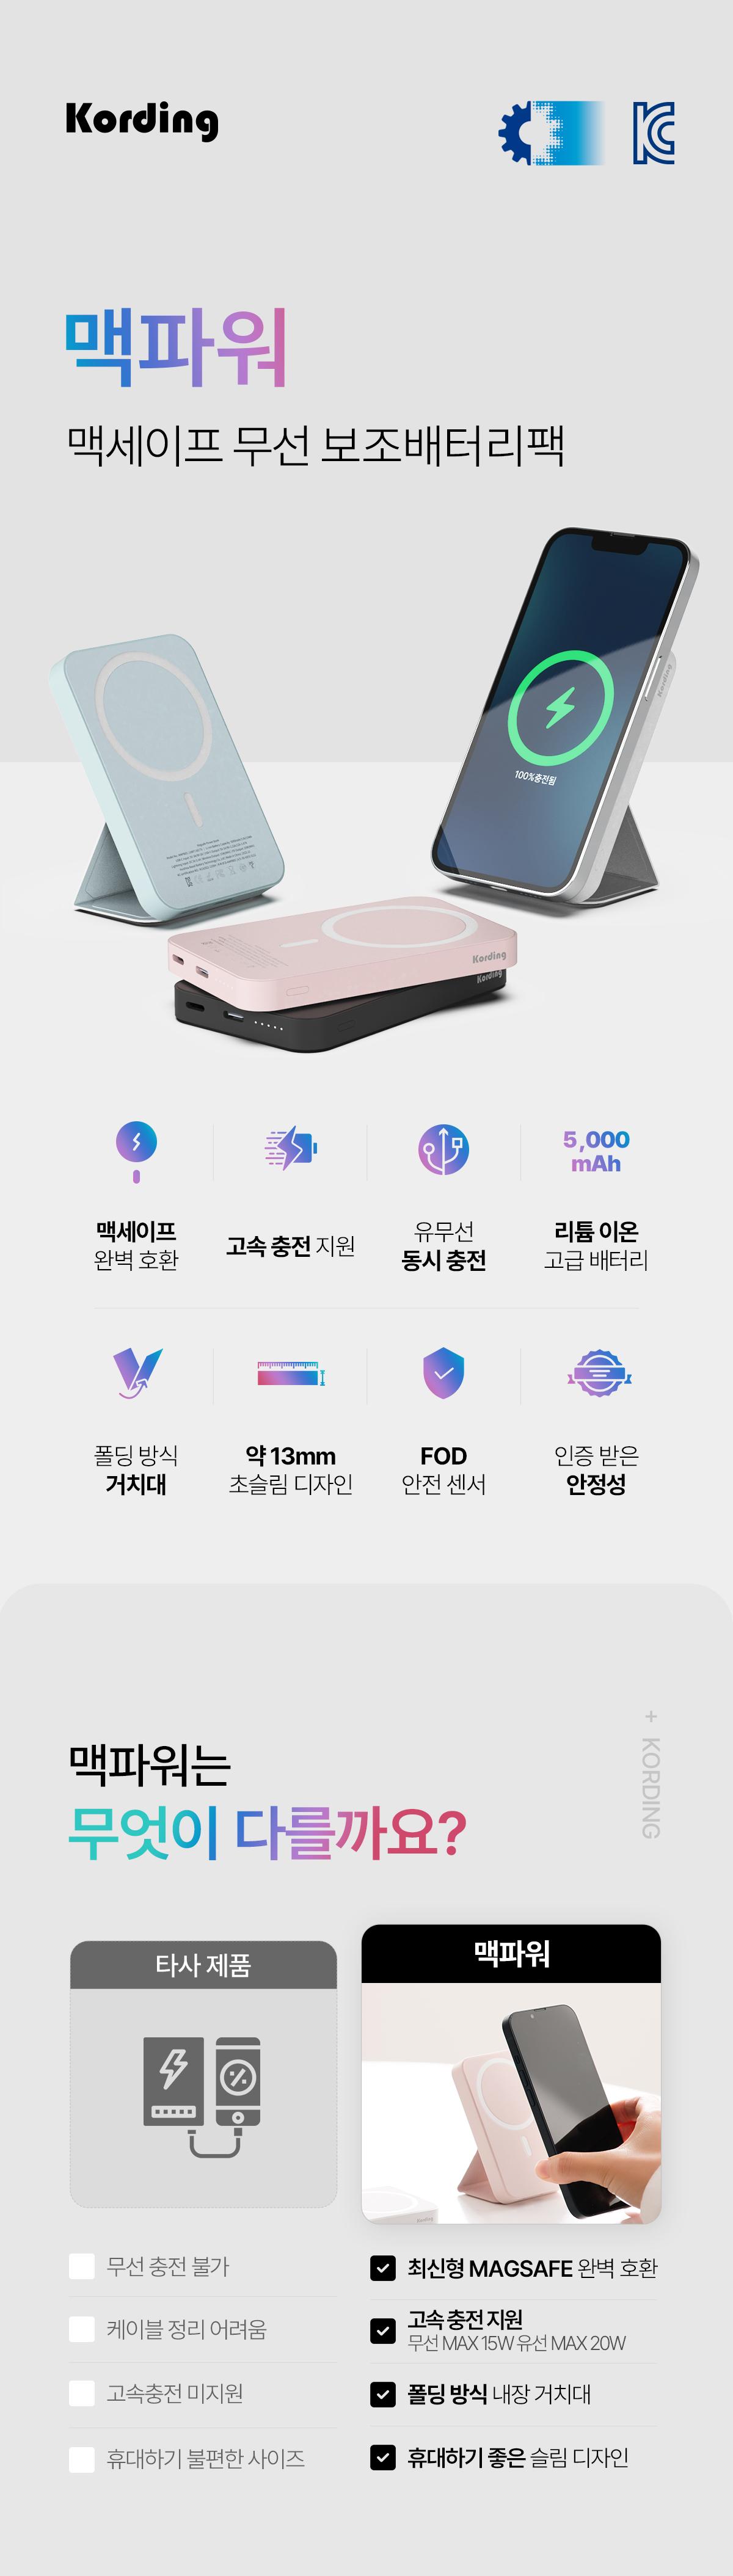 Kording
맥파워
맥세이프 무선 보조배터리팩
100%충전됨
Kording
Kording
Kording
맥세이프
완벽 호환
고속 충전 지원
유무선
동시 충전
5,000
mAh
리튬 이온
고급 배터리
폴딩 방식
거치대
약 13mm
초슬림 디자인
FOD
안전 센서
인증 받은
안정성
+ KORDING
맥파워는
무엇이 다를까요?
타사 제품
무선 충전 불가
케이블 정리 어려움
고속충전 미지원
휴대하기 불편한 사이즈
맥파워
최신형 MAGSAFE 완벽 호환
고속 충전 지원
무선 MAX 15W 유선 MAX 20W
폴딩 방식 내장 거치대
휴대하기 좋은 슬림 디자인